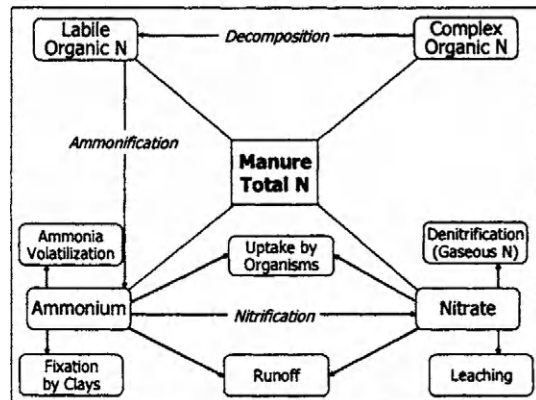 Labile
Organic N
Decomposition
Complex
Organic N
Ammonification
Manure
Total N
Ammonia
Volatilization
Uptake by
Organisms
Denitrification
(Gaseous N)
Ammonium
Nitrification
Nitrate
Fixation
by Clays
Runoff
Leaching